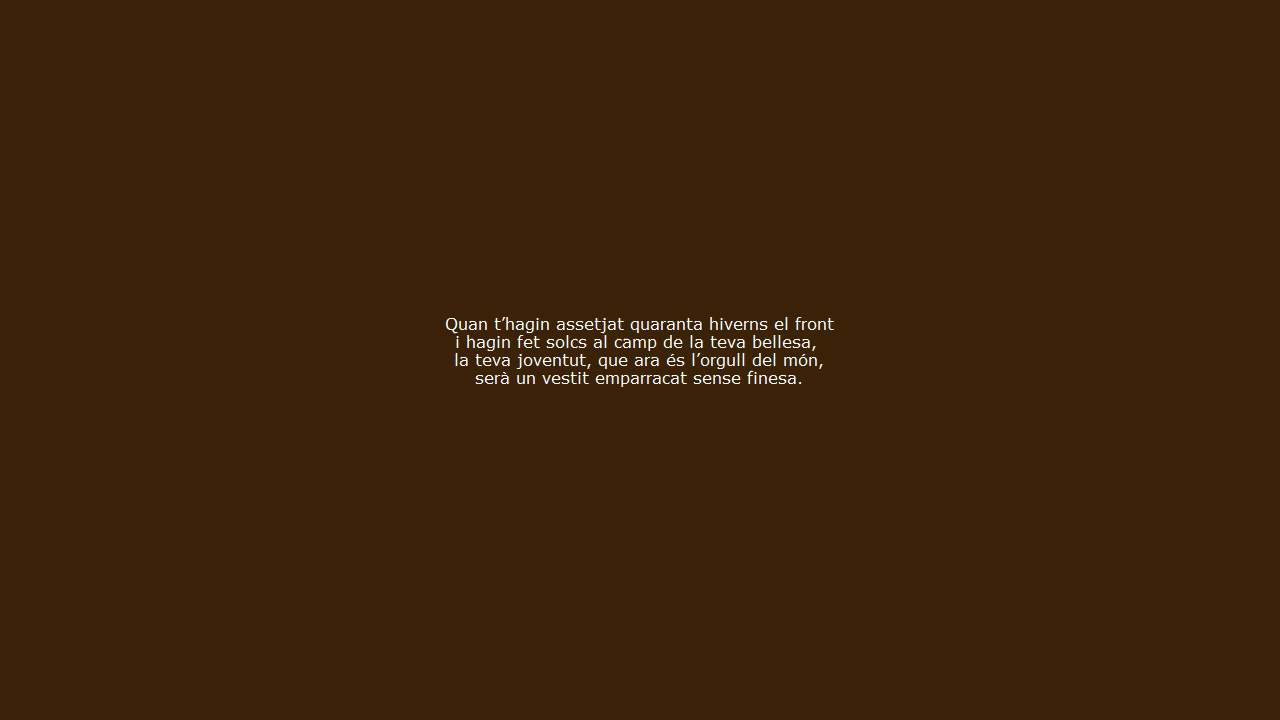 Quan t’hagin assetjat quaranta hiverns el front
i hagin fet solcs al camp de la teva bellesa,
la teva joventut, que ara és l’orgull del món,
serà un vestit emparracat sense finesa.